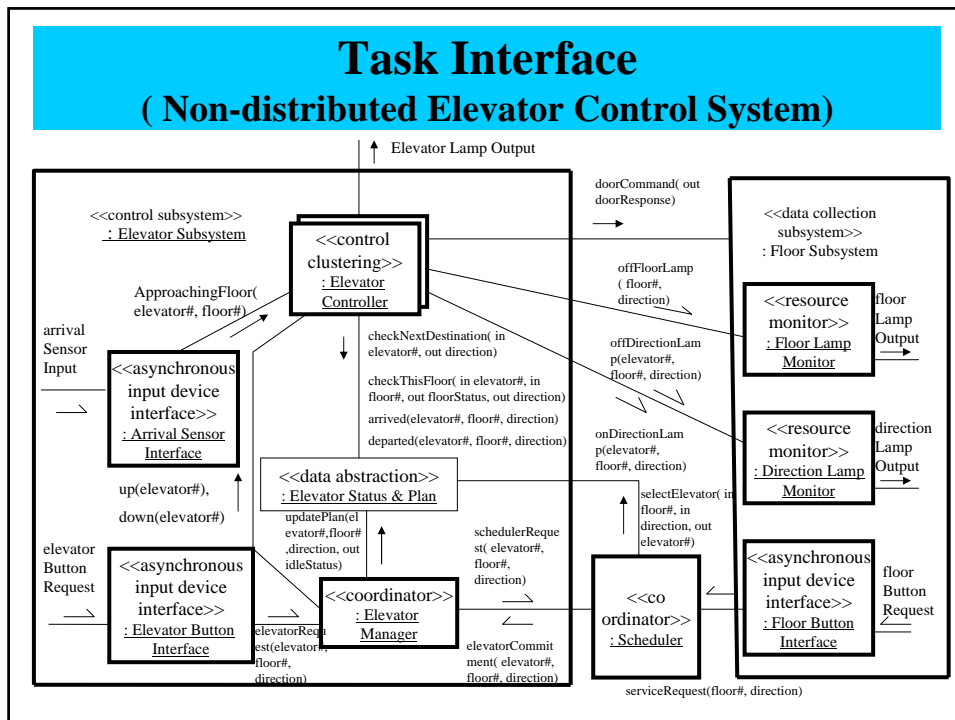 Task Interface
( Non-distributed Elevator Control System)
Elevator Lamp Output
doorCommand( out
doorResponse)
<<control subsystem>>
: Elevator Subsystem
<<control
clustering>>
: Elevator
Controller
<<data collection
subsystem>>
: Floor Subsystem
ApproachingFloor(
elevator#, floor#)
offFloorLamp
( floor#,
direction)
<<resource
monitor>>
: Floor Lamp
Monitor
floor
Lamp
Output
arrival
Sensor
Input
checkNextDestination( in
elevator#, out direction)
offDirectionLam
p(elevator#,
floor#, direction)
<<asynchronous
input device
interface>>
: Arrival Sensor
Interface
checkThisFloor( in elevator#, in
floor#, out floorStatus, out direction)
arrived(elevator#, floor#, direction)
departed(elevator#, floor#, direction)
onDirectionLam
p(elevator#,
floor#, direction)
<<resource
monitor>>
: Direction Lamp
Monitor
direction
Lamp
Output
<<data abstraction>>
: Elevator Status & Plan
up(elevator#),
down(elevator#)
updatePlan(el
evator#,floor#
,direction, out
idleStatus)
schedulerReque
st( elevator#,
floor#,
direction)
selectElevator( in
floor#, in
direction, out
elevator#)
elevator
Button
Request
<<asynchronous
input device
interface>>
: Elevator Button
Interface
elevatorRequ
est(elevator#,
floor#,
direction)
<<coordinator>>
: Elevator
Manager
elevatorCommit
ment( elevator#,
floor#, direction)
<<co
ordinator>>
: Scheduler
<<asynchronous
input device
interface>>
: Floor Button
Interface
floor
Button
Request
serviceRequest(floor#, direction)